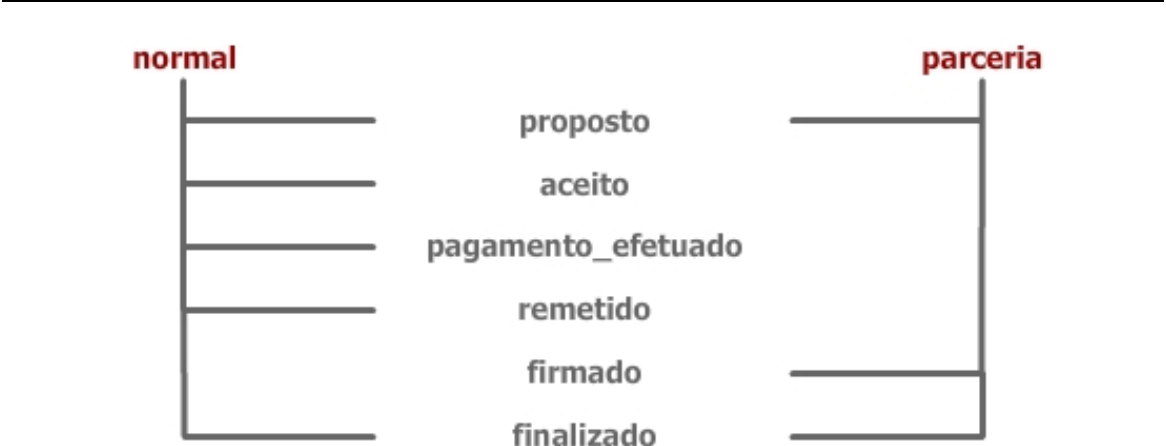 normal parceria
proposto
aceito
pagamento_efetuado
remetido
firmado
finalizado